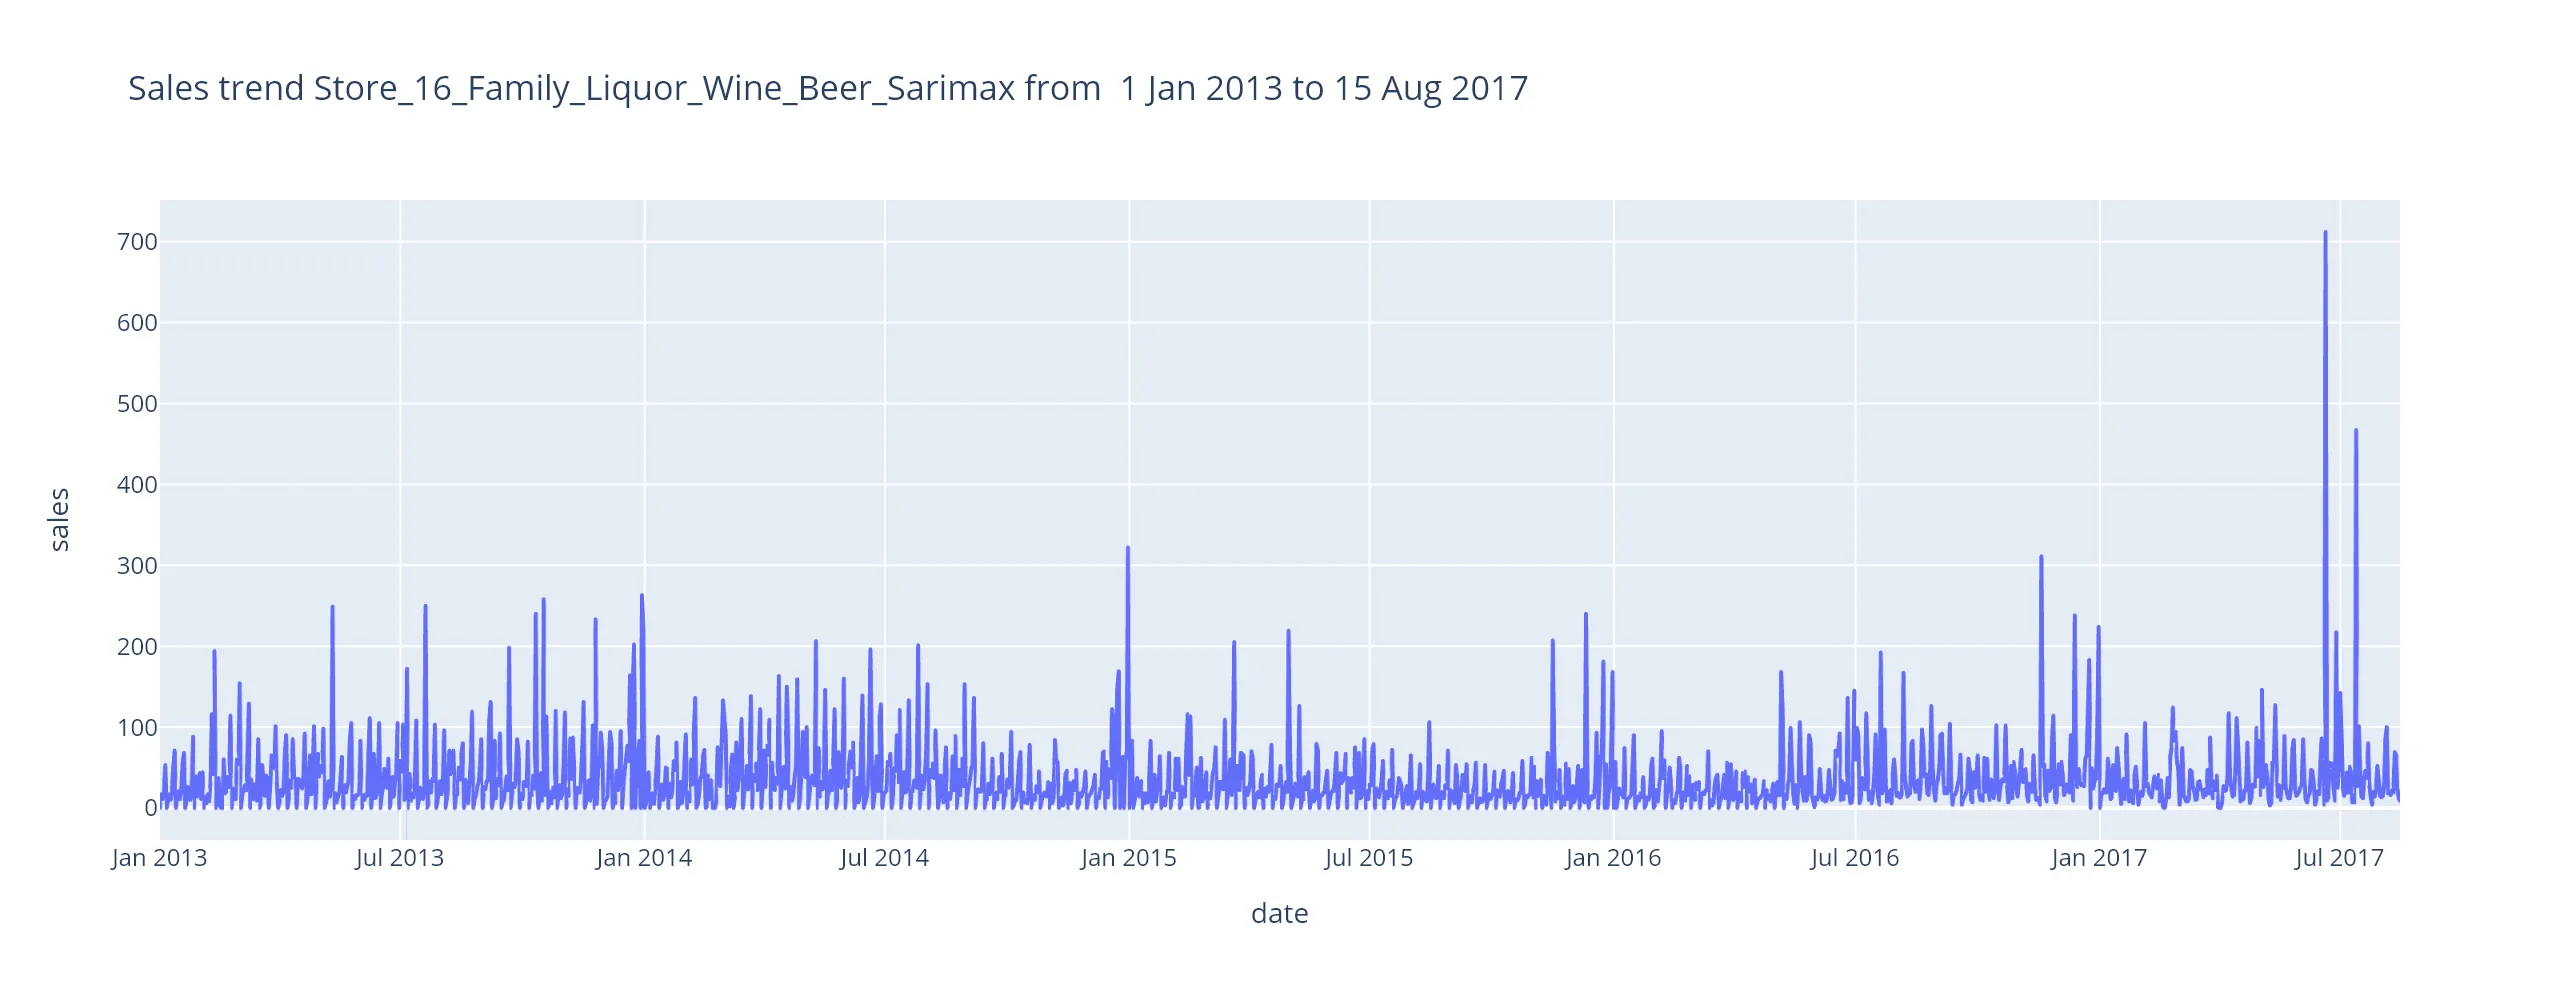 Sales trend Store_16_Family_Liquor_Wine_Beer_Sarimax from  1 Jan 2013 to 15 Aug 2017
700
600
500
400
300
200
100
0
sales
Jan 2013 Jul 2013 Jan 2014 Jul 2014 Jan 2015 Jul 2015 Jan 2016 Jul 2016 Jan 2017 Jul 2017
date